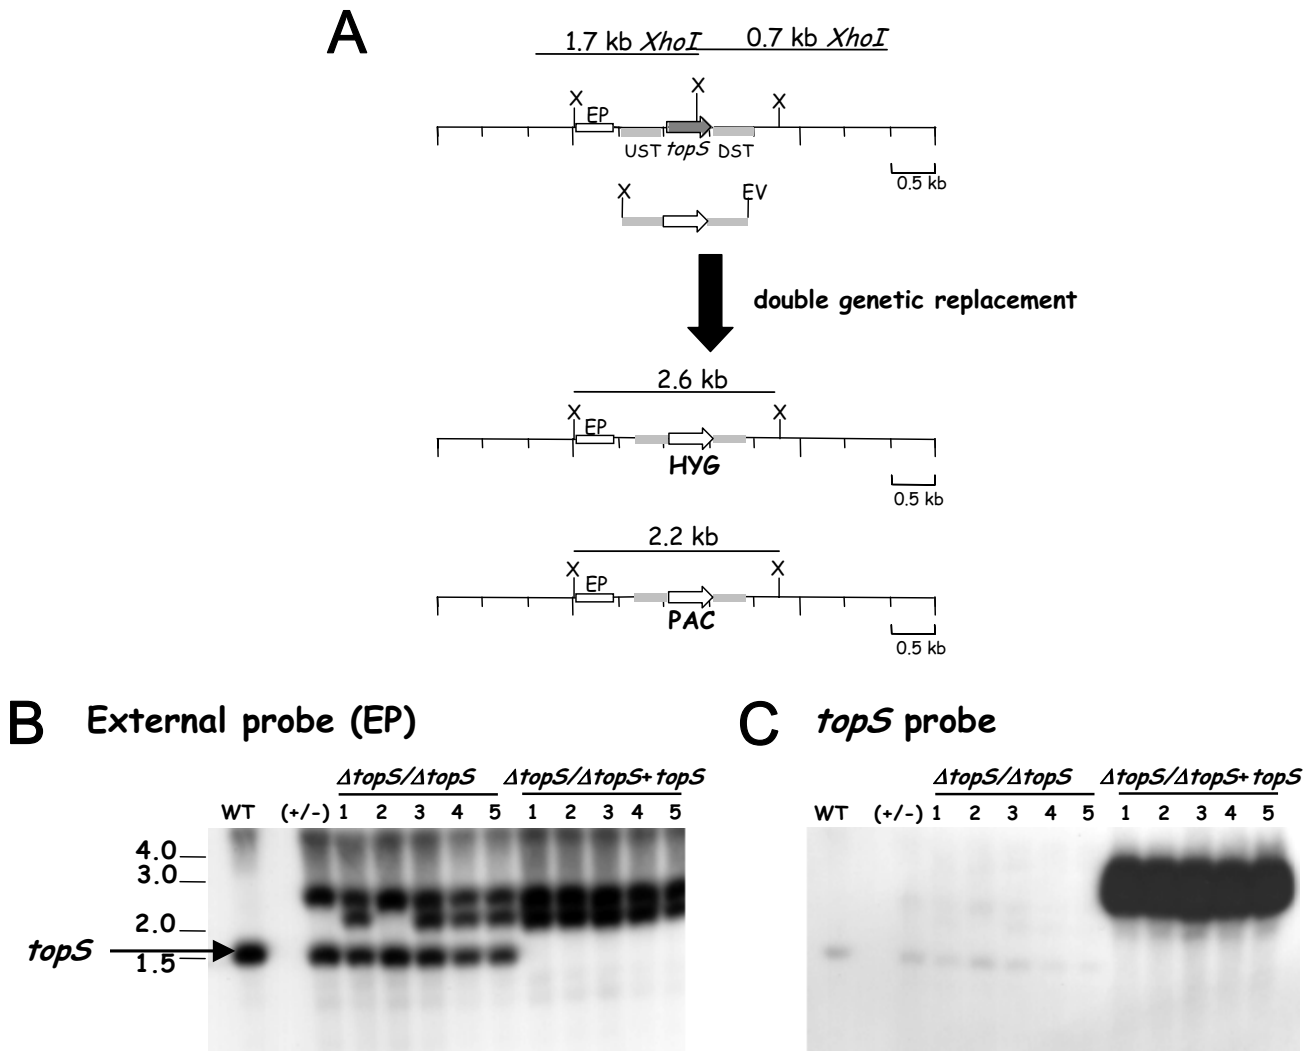 A
1.7 kb XhoI 0.7 kb XhoI
X X X
EP
UST topS DST
0.5 kb
X EV
double genetic replacement
2.6 kb
X X
EP
HYG
0.5 kb
2.2 kb
X X
EP
PAC
0.5 kb
B External probe (EP)
ΔtopS/ΔtopS ΔtopS/ΔtopS+topS
WT (+/-) 1 2 3 4 5 1 2 3 4 5
4.0
3.0
2.0
topS
1.5
C topS probe
ΔtopS/ΔtopS ΔtopS/ΔtopS+topS
WT (+/-) 1 2 3 4 5 1 2 3 4 5